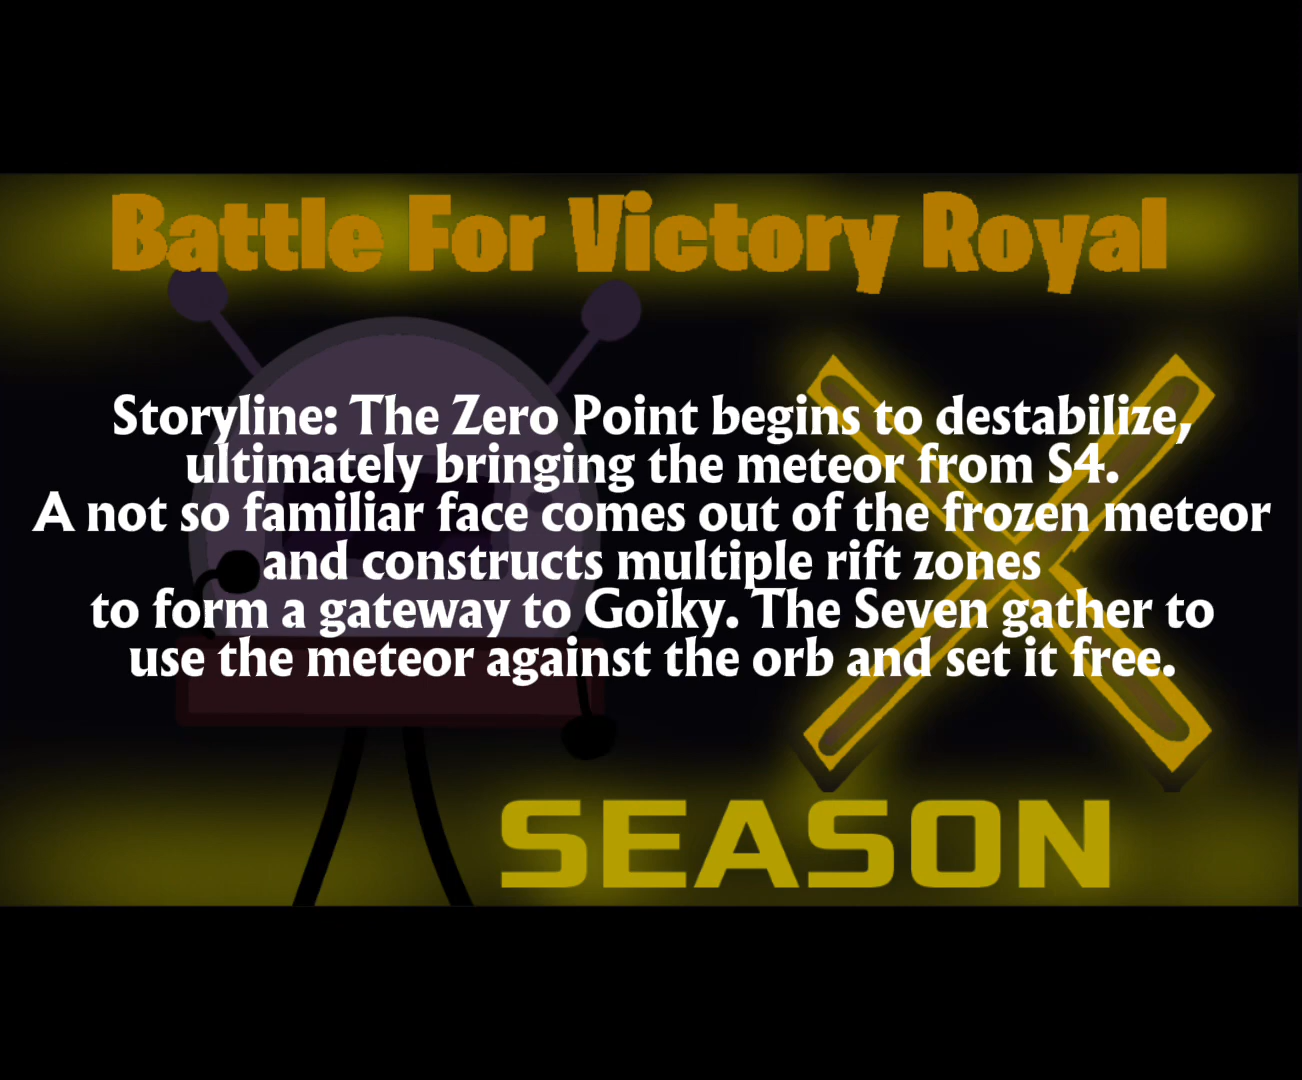 Battle For Victory Royal
Storyline: The Zero Point begins to destabilize,
ultimately bringing the meteor from S4.
A not so familiar face comes out of the frozen meteor
and constructs multiple rift zones
to form a gateway to Goiky. The Seven gather to
use the meteor against the orb and set it free.
X
SEASON